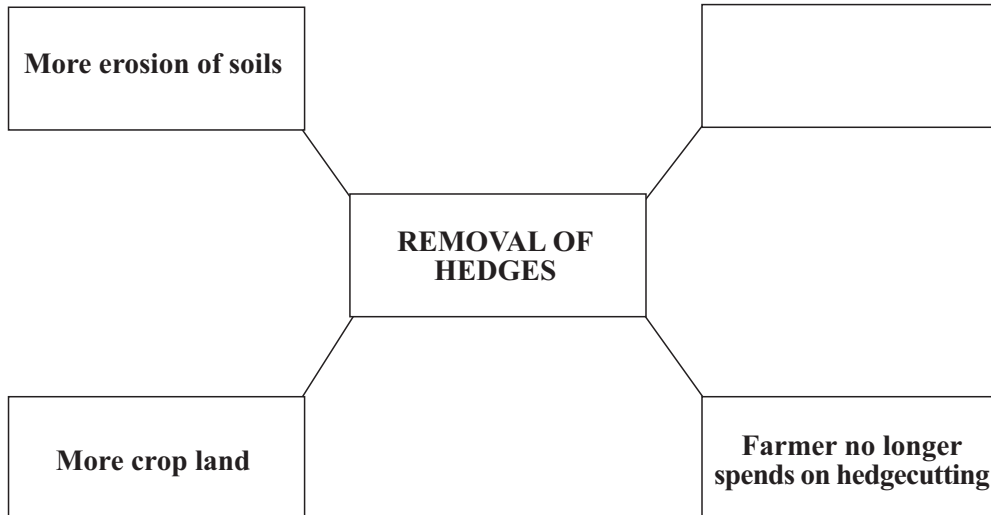 More erosion of soils
REMOVAL OF
HEDGES
More crop land
Farmer no longer
spends on hedgecutting